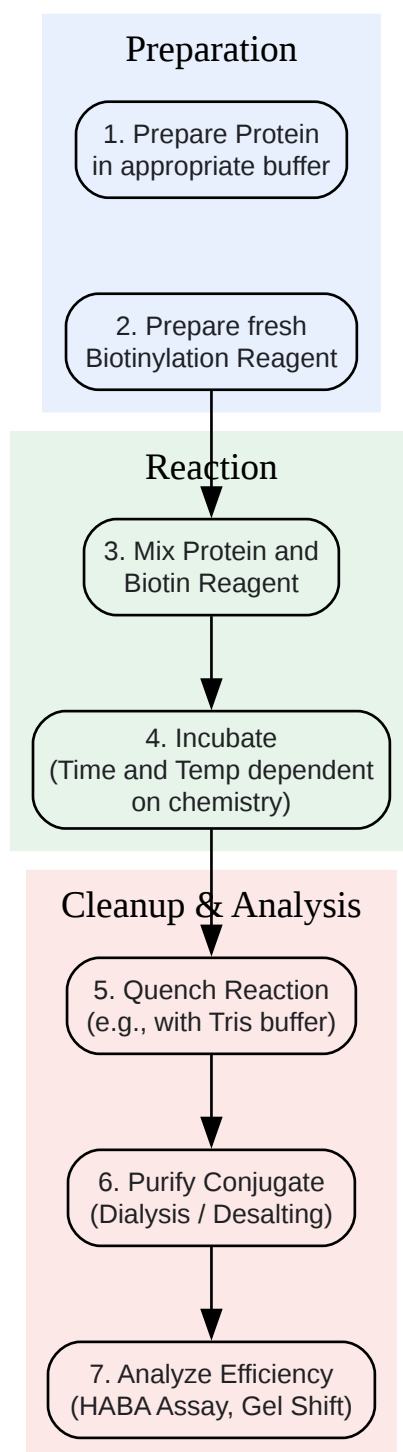 Preparation
1. Prepare Protein
in appropriate buffer
2. Prepare fresh
Biotinylation Reagent
Reaction
3. Mix Protein and
Biotin Reagent
4. Incubate
(Time and Temp dependent
on chemistry)
Cleanup & Analysis
5. Quench Reaction
(e.g., with Tris buffer)
6. Purify Conjugate
(Dialysis / Desalting)
7. Analyze Efficiency
(HABA Assay, Gel Shift)